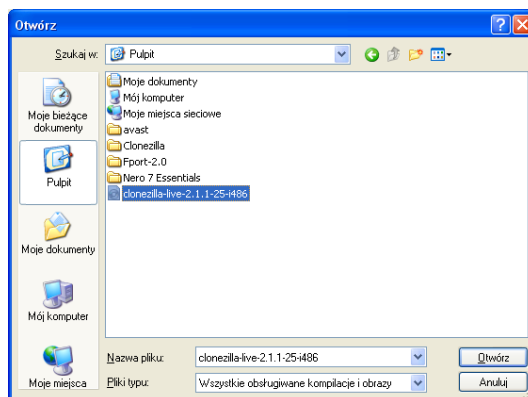 Otwórz
Szukaj w:
Pulpit
Moje bieżące
dokumenty
Pulpit
Moje dokumenty
Mój komputer
Moje miejsca
Moje dokumenty
Mój komputer
Moje miejsca sieciowe
avast
Clonezilla
Fport-2.0
Nero 7 Essentials
clonezilla-live-2.1.1-25-i486
Nazwa pliku:
clonezilla-live-2.1.1-25-i486
Otwórz
Pliki typu:
Wszystkie obsługiwane kompilacje i obrazy
Anuluj